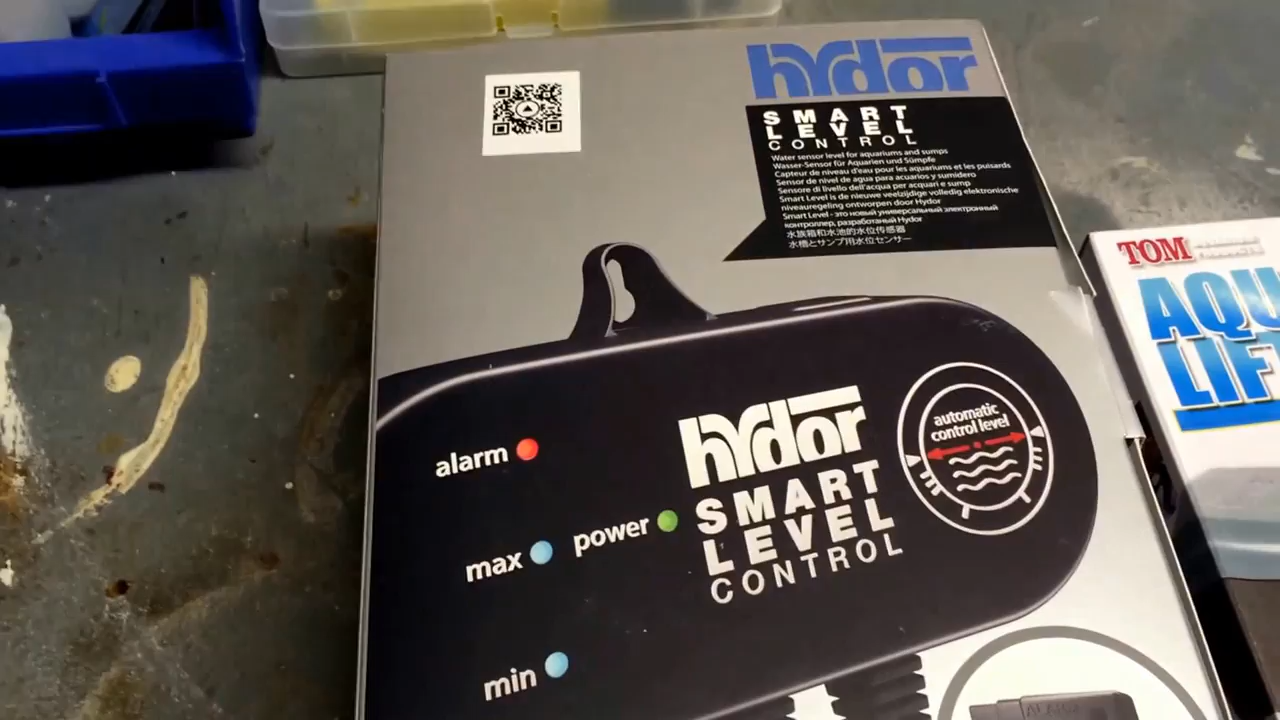 hydor
SMART
LEVEL
CONTROL
Water sensor level for aquariums and sumps
Wasser-Sensor für Aquarien und Sümpfe
Capteur de niveau d'eau pour les aquariums et les puisards
Sensor de nivel de agua para acuarios y sumidero
Sensore di livello dell'acqua per acquari e sump
Smart Level is de nieuwe veelzijdige volledig elektronische
niveauregeling ontworpen door Hydor
Smart Level - это новый универсальный электронный
контроллер, разработаный Hydor
水族箱和水池的水位传感器
水槽とサンプ用水位センサー
TOM
AQU
LIF
automatic
control level
hydor
SMART
LEVEL
CONTROL
alarm
power
max
min